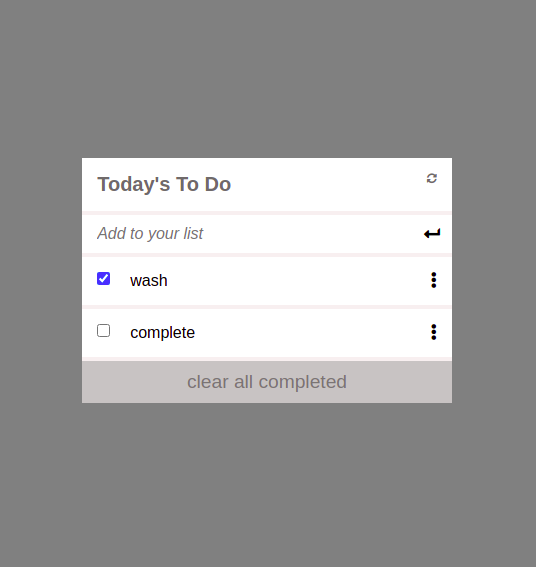 Today's To Do
Add to your list
wash
complete
clear all completed